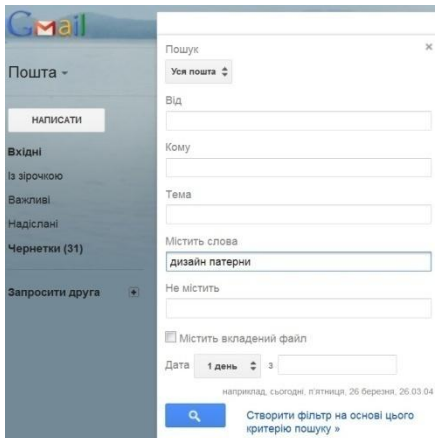 Gmail
Пошта
НАПИСАТИ
Вхідні
Із зірочкою
Важливі
Надіслані
Чернетки (31)
Запросити друга
Пошук
Уся пошта
Від
Кому
Тема
Містить слова
дизайн патерни
Не містить
Містить вкладений файл
Дата 1 день з
наприклад, сьогодні, п'ятниця, 26 березня, 26.03.04
Створити фільтр на основі цього
критерію пошуку »